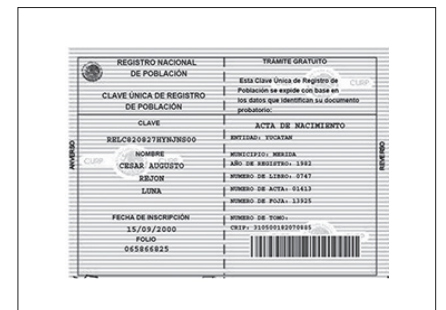 ANVERSO
REGISTRO NACIONAL
DE POBLACIÓN
CLAVE ÚNICA DE REGISTRO
DE POBLACIÓN
CLAVE
RELC820827HYNJNS00
NOMBRE
CESAR AUGUSTO
REJON
LUNA
FECHA DE INSCRIPCIÓN
15/09/2000
FOLIO
065866825
TRÁMITE GRATUITO
Esta Clave Única de Registro de
Población se expide con base en
los datos que identifican su documento
probatorio:
ACTA DE NACIMIENTO
ENTIDAD: YUCATAN
MUNICIPIO: MERIDA
AÑO DE REGISTRO: 1982
NUMERO DE LIBRO: 0747
NUMERO DE ACTA: 01413
NUMERO DE FOJA: 13925
NUMERO DE TOMO:
CRIP:
REVERSO
CURP
CURP